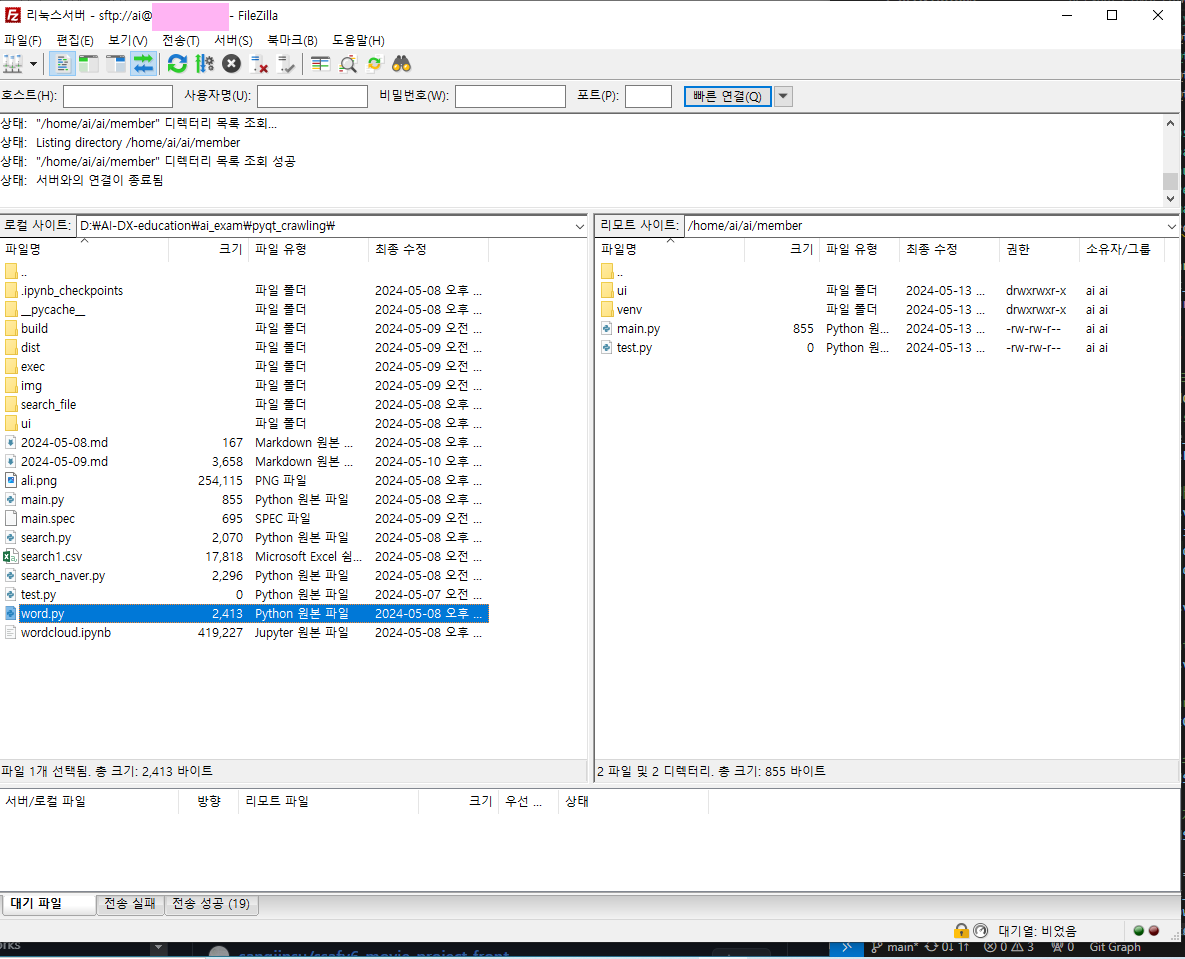 리눅스서버 - sftp://ai@ - FileZilla
파일(F) 편집(E) 보기(V) 전송(T) 서버(S) 북마크(B) 도움말(H)
호스트(H): 사용자명(U): 비밀번호(W): 포트(P): 빠른 연결(Q)
상태: "/home/ai/ai/member" 디렉터리 목록 조회...
상태: Listing directory /home/ai/ai/member
상태: "/home/ai/ai/member" 디렉터리 목록 조회 성공
상태: 서버와의 연결이 종료됨
로컬 사이트: D:₩AI-DX-education₩ai_exam₩pyqt_crawling₩
파일명 크기 파일 유형 최종 수정
..
.ipynb_checkpoints 파일 폴더 2024-05-08 오후 ...
__pycache__ 파일 폴더 2024-05-08 오후 ...
build 파일 폴더 2024-05-09 오전 ...
dist 파일 폴더 2024-05-09 오전 ...
exec 파일 폴더 2024-05-09 오전 ...
img 파일 폴더 2024-05-09 오전 ...
search_file 파일 폴더 2024-05-08 오후 ...
ui 파일 폴더 2024-05-08 오후 ...
2024-05-08.md 167 Markdown 원본 ... 2024-05-08 오후 ...
2024-05-09.md 3,658 Markdown 원본 ... 2024-05-10 오후 ...
ali.png 254,115 PNG 파일 2024-05-08 오후 ...
main.py 855 Python 원본 파일 2024-05-08 오후 ...
main.spec 695 SPEC 파일 2024-05-09 오전 ...
search.py 2,070 Python 원본 파일 2024-05-08 오후 ...
search1.csv 17,818 Microsoft Excel 쉼... 2024-05-08 오전 ...
search_naver.py 2,296 Python 원본 파일 2024-05-08 오전 ...
test.py 0 Python 원본 파일 2024-05-07 오전 ...
word.py 2,413 Python 원본 파일 2024-05-08 오후 ...
wordcloud.ipynb 419,227 Jupyter 원본 파일 2024-05-08 오후 ...
파일 1개 선택됨. 총 크기: 2,413 바이트
리모트 사이트: /home/ai/ai/member
파일명 크기 파일 유형 최종 수정 권한 소유자/그룹
..
ui 파일 폴더 2024-05-13 ... drwxrwxr-x ai ai
venv 파일 폴더 2024-05-13 ... drwxrwxr-x ai ai
main.py 855 Python 원... 2024-05-13 ... -rw-rw-r-- ai ai
test.py 0 Python 원... 2024-05-13 ... -rw-rw-r-- ai ai
2 파일 및 2 디렉터리. 총 크기: 855 바이트
서버/로컬 파일 방향 리모트 파일 크기 우선 ... 상태
대기 파일 전송 실패 전송 성공 (19)
대기열: 비었음
main* 0↓ 1↑ 0 3 0 Git Graph